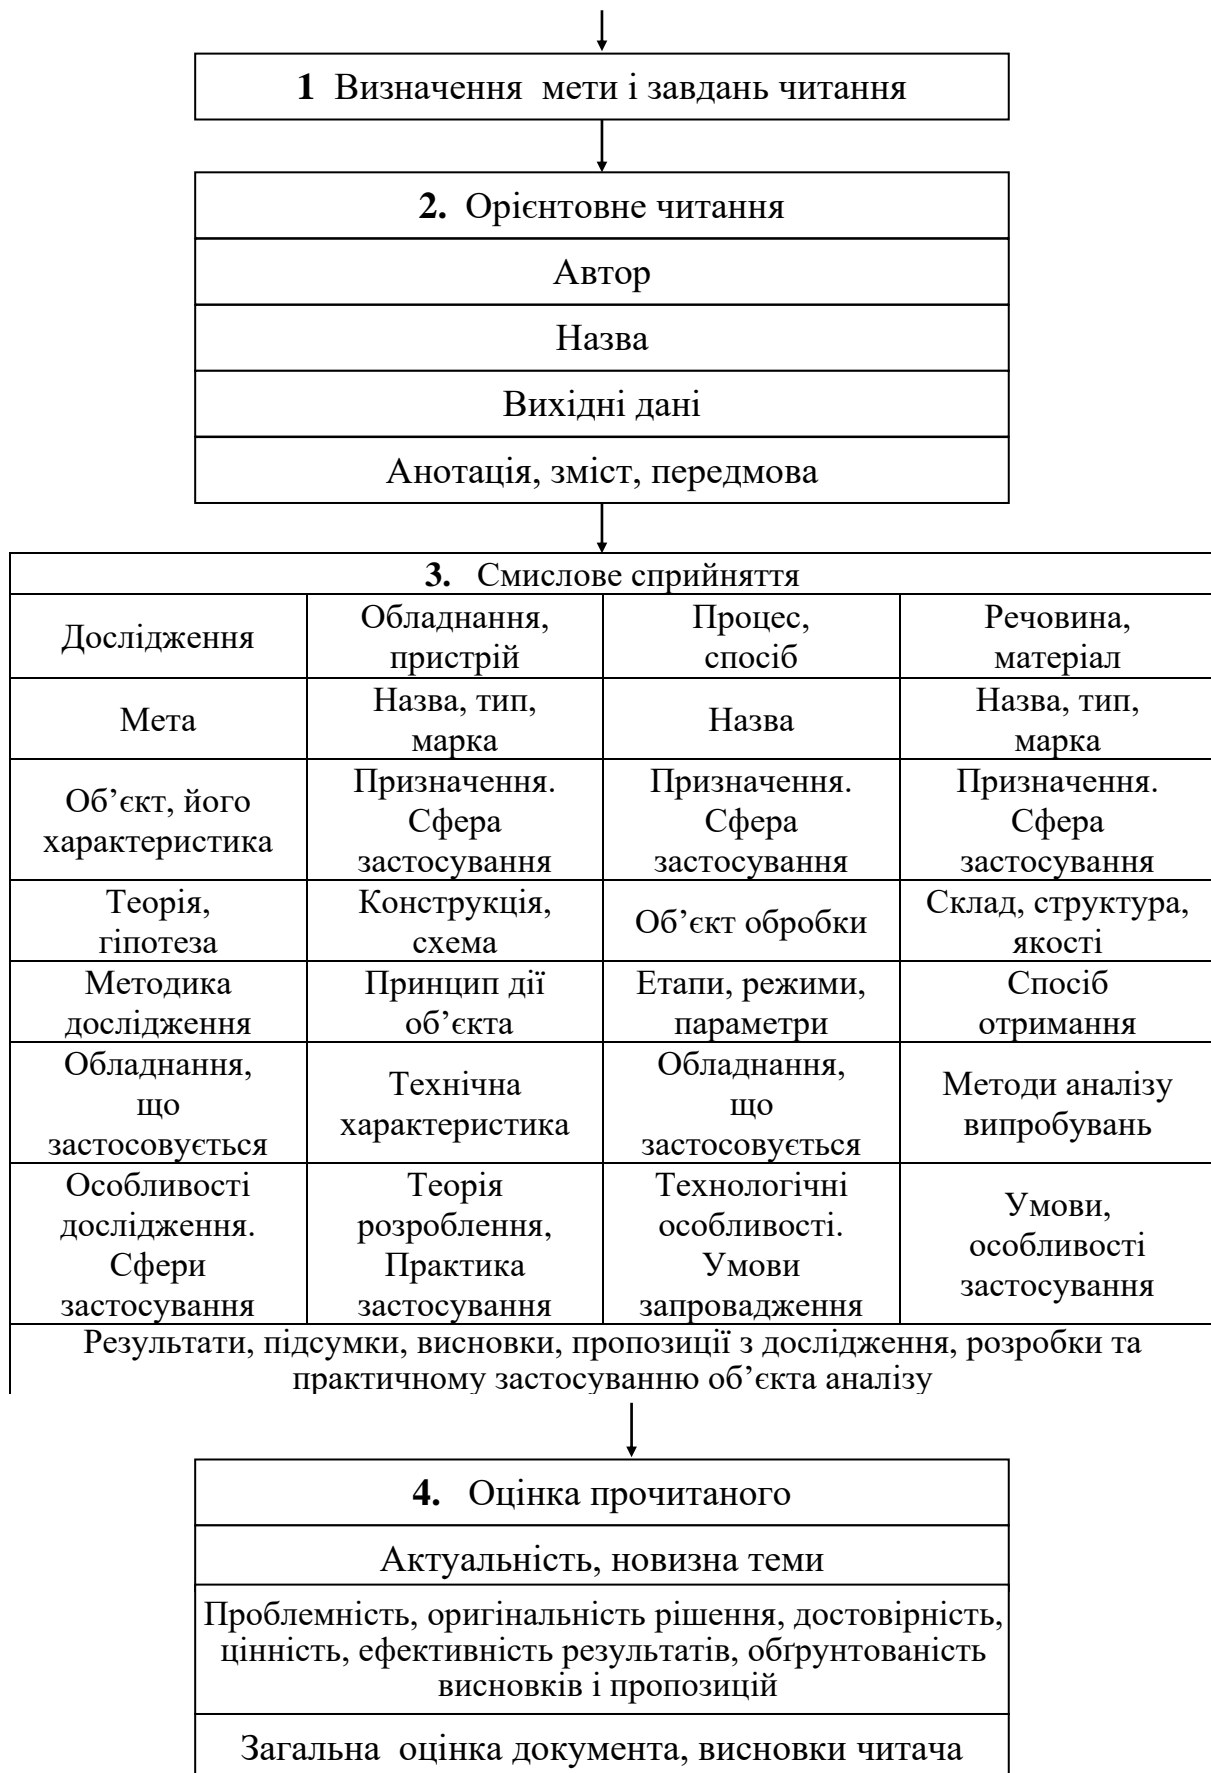 1 Визначення мети і завдань читання
2. Орієнтовне читання
Автор
Назва
Вихідні дані
Анотація, зміст, передмова
3. Смислове сприйняття
Дослідження
Обладнання,
пристрій
Процес,
спосіб
Речовина,
матеріал
Мета
Назва, тип,
марка
Назва
Назва, тип,
марка
Об’єкт, його
характеристика
Призначення.
Сфера
застосування
Призначення.
Сфера
застосування
Призначення.
Сфера
застосування
Теорія,
гіпотеза
Конструкція,
схема
Об’єкт обробки
Склад, структура,
якості
Методика
дослідження
Принцип дії
об’єкта
Етапи, режими,
параметри
Спосіб
отримання
Обладнання,
що
застосовується
Технічна
характеристика
Обладнання,
що
застосовується
Методи аналізу
випробувань
Особливості
дослідження.
Сфери
застосування
Теорія
розроблення,
Практика
застосування
Технологічні
особливості.
Умови
запровадження
Умови,
особливості
застосування
Результати, підсумки, висновки, пропозиції з дослідження, розробки та
практичному застосуванню об’єкта аналізу
4. Оцінка прочитаного
Актуальність, новизна теми
Проблемність, оригінальність рішення, достовірність,
цінність, ефективність результатів, обґрунтованість
висновків і пропозицій
Загальна оцінка документа, висновки читача